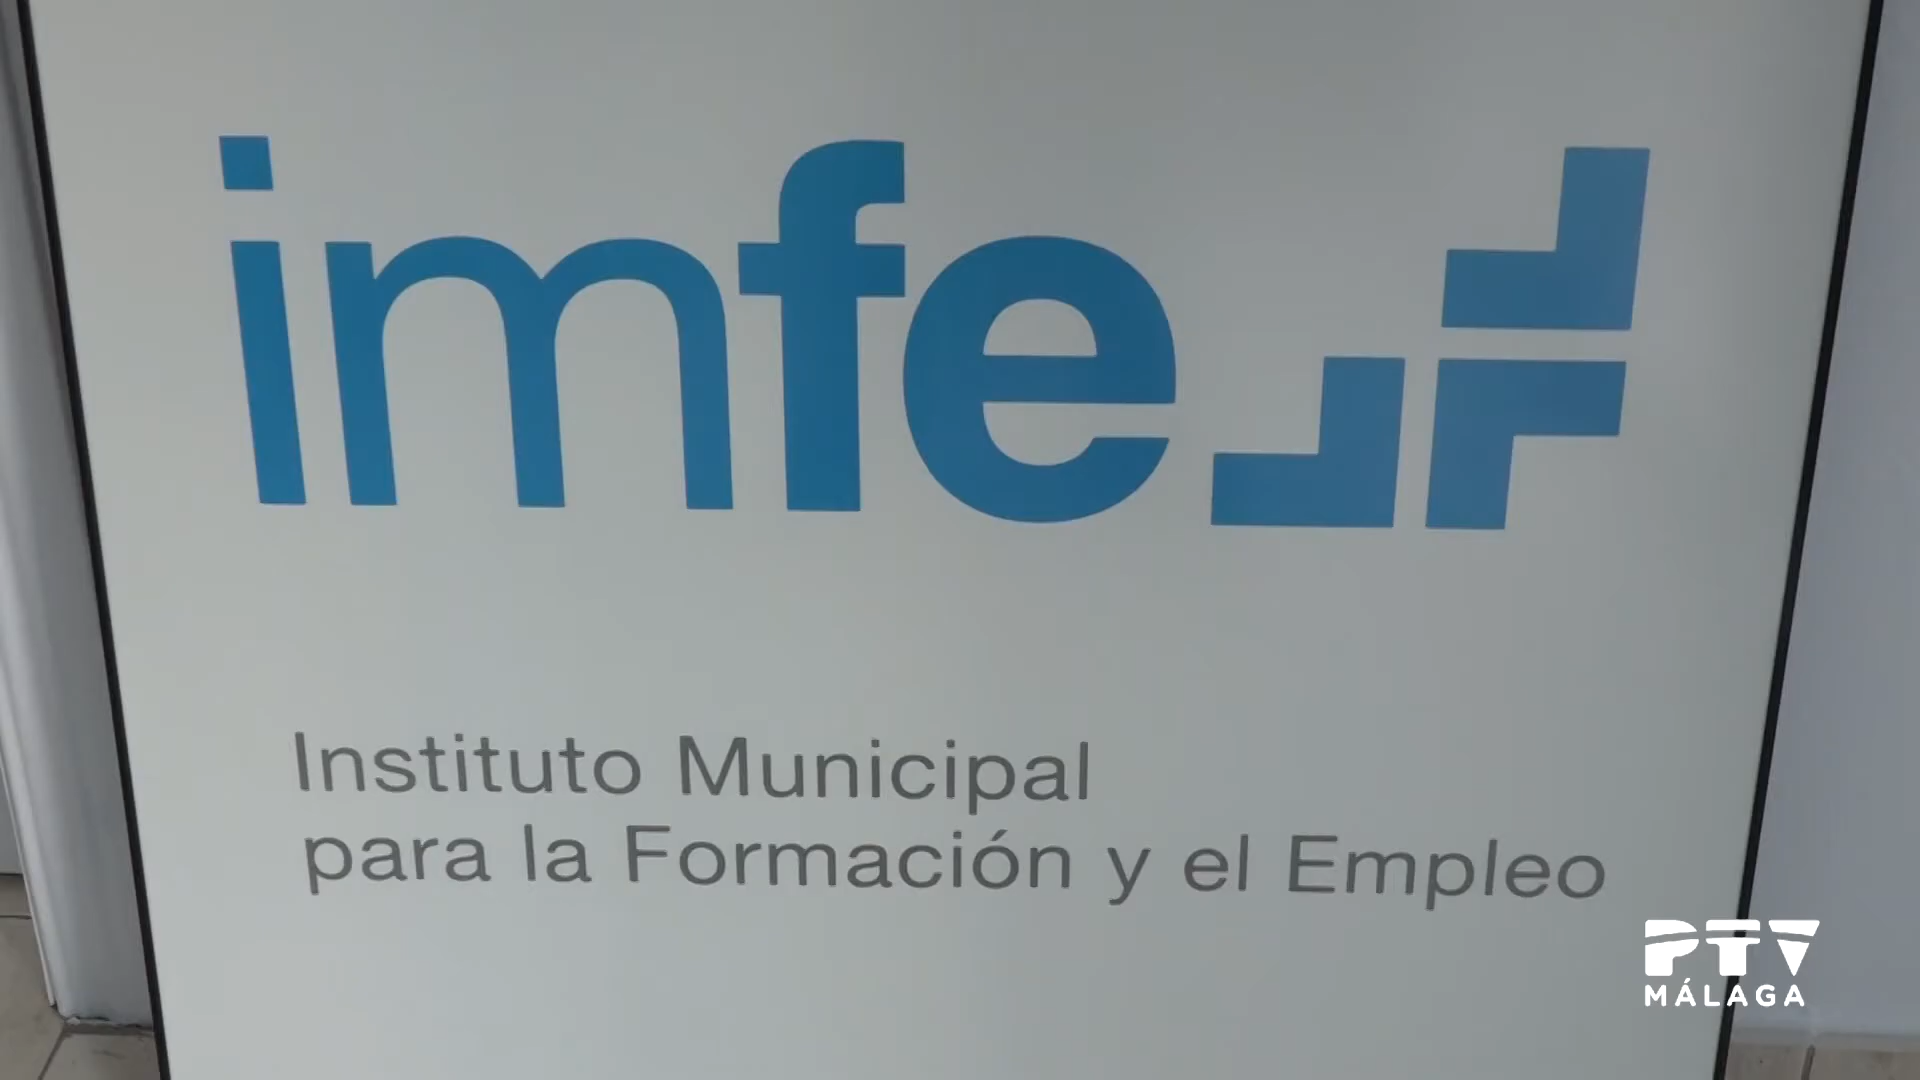 imfe
Instituto Municipal
para la Formación y el Empleo
PTV
MÁLAGA